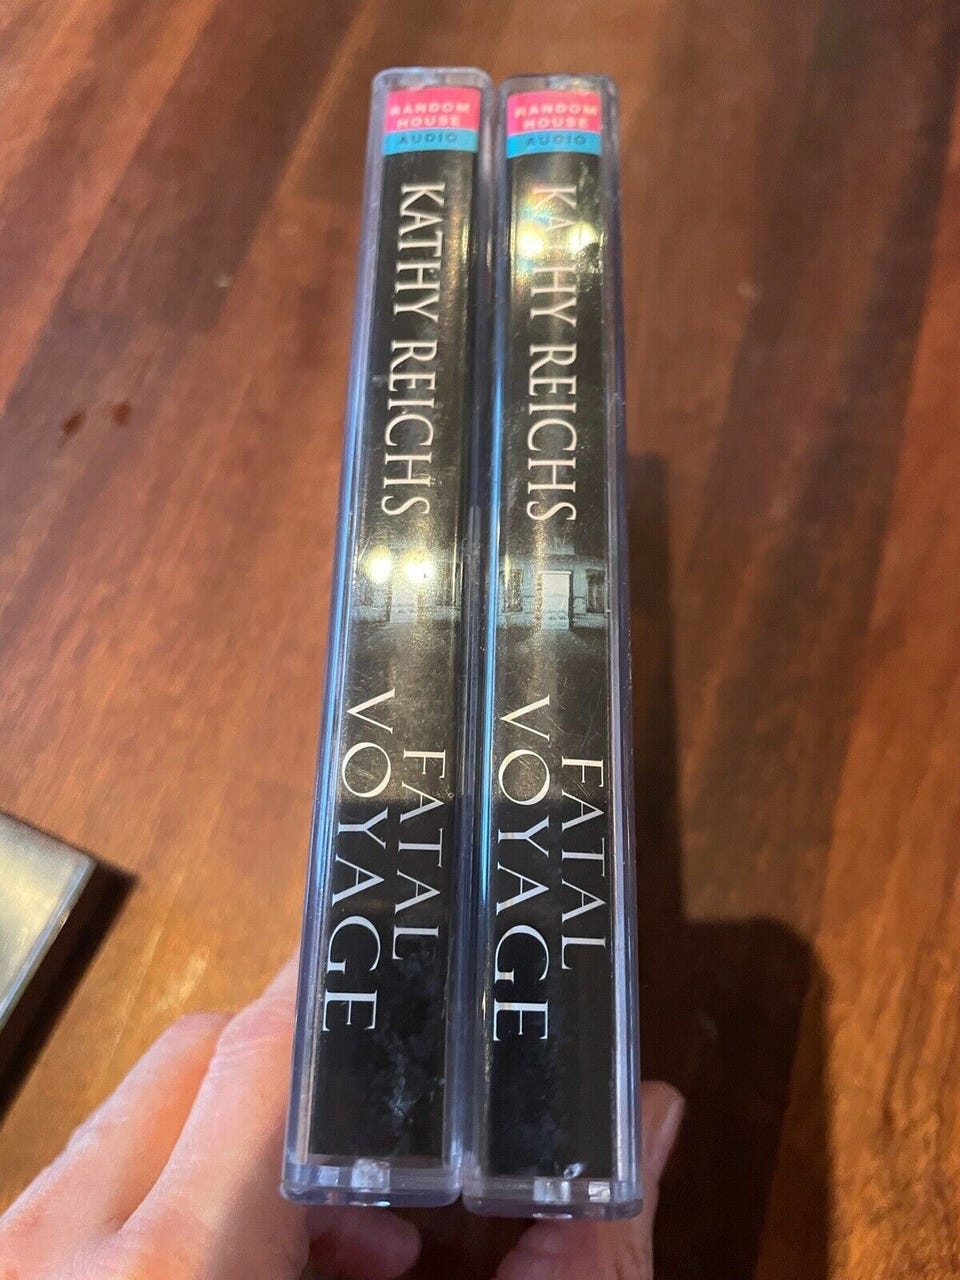 RANDOM
HOUSE
AUDIO
KATHY REICHS
FATAL
VOYAGE
RANDOM
HOUSE
AUDIO
KATHY REICHS
FATAL
VOYAGE